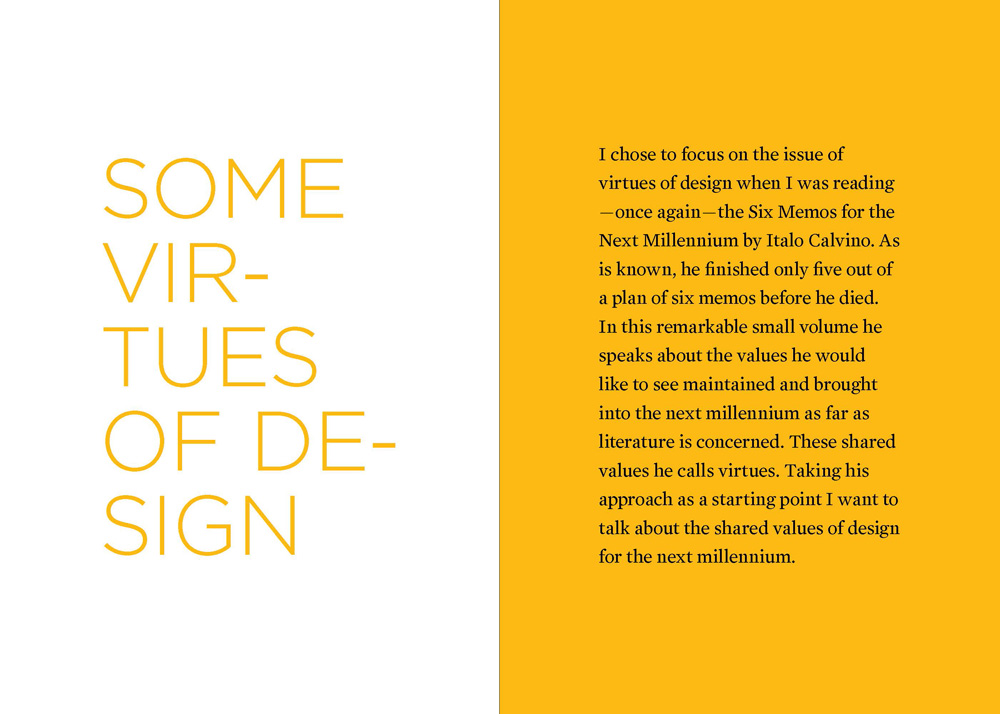 SOME
VIR-
TUES
OF DE-
SIGN
I chose to focus on the issue of
virtues of design when I was reading
—once again—the Six Memos for the
Next Millennium by Italo Calvino. As
is known, he finished only five out of
a plan of six memos before he died.
In this remarkable small volume he
speaks about the values he would
like to see maintained and brought
into the next millennium as far as
literature is concerned. These shared
values he calls virtues. Taking his
approach as a starting point I want to
talk about the shared values of design
for the next millennium.